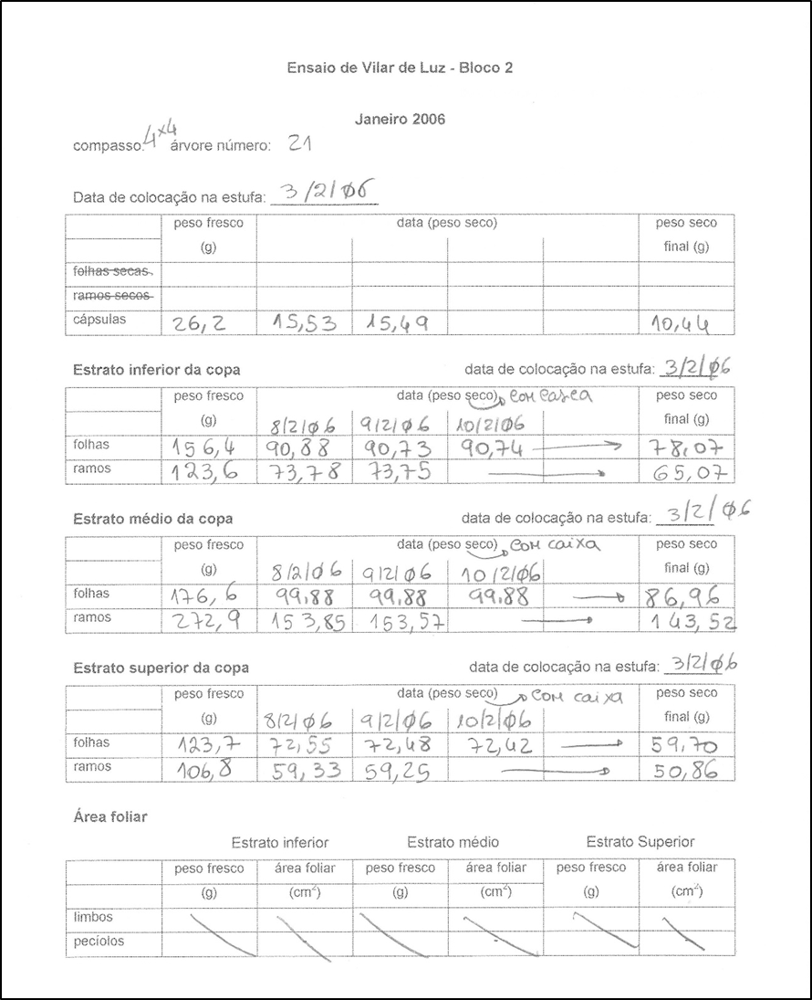 Ensaio de Vilar de Luz - Bloco 2
Janeiro 2006
compasso: 4x4 árvore número: 21
Data de colocação na estufa: 3/2/06
peso fresco data (peso seco) peso seco
(g) final (g)
folhas secas
ramos secos
cápsulas 26,2 15,53 15,49 10,44
Estrato inferior da copa data de colocação na estufa: 3/2/06
peso fresco data (peso seco) com casca peso seco
(g) 8/2/06 9/2/06 10/2/06 final (g)
folhas 156,4 90,88 90,73 90,74 → 78,07
ramos 123,6 73,78 73,75 → 65,07
Estrato médio da copa data de colocação na estufa: 3/2/06
peso fresco data (peso seco) com caixa peso seco
(g) 8/2/06 9/2/06 10/2/06 final (g)
folhas 176,6 99,88 99,88 99,88 → 86,96
ramos 272,9 153,85 153,57 → 143,52
Estrato superior da copa data de colocação na estufa: 3/2/06
peso fresco data (peso seco) com caixa peso seco
(g) 8/2/06 9/2/06 10/2/06 final (g)
folhas 123,7 72,55 72,48 72,42 → 59,70
ramos 106,8 59,33 59,25 → 50,86
Área foliar
Estrato inferior Estrato médio Estrato Superior
peso fresco área foliar peso fresco área foliar peso fresco área foliar
(g) (cm²) (g) (cm²) (g) (cm²)
limbos
pecíolos